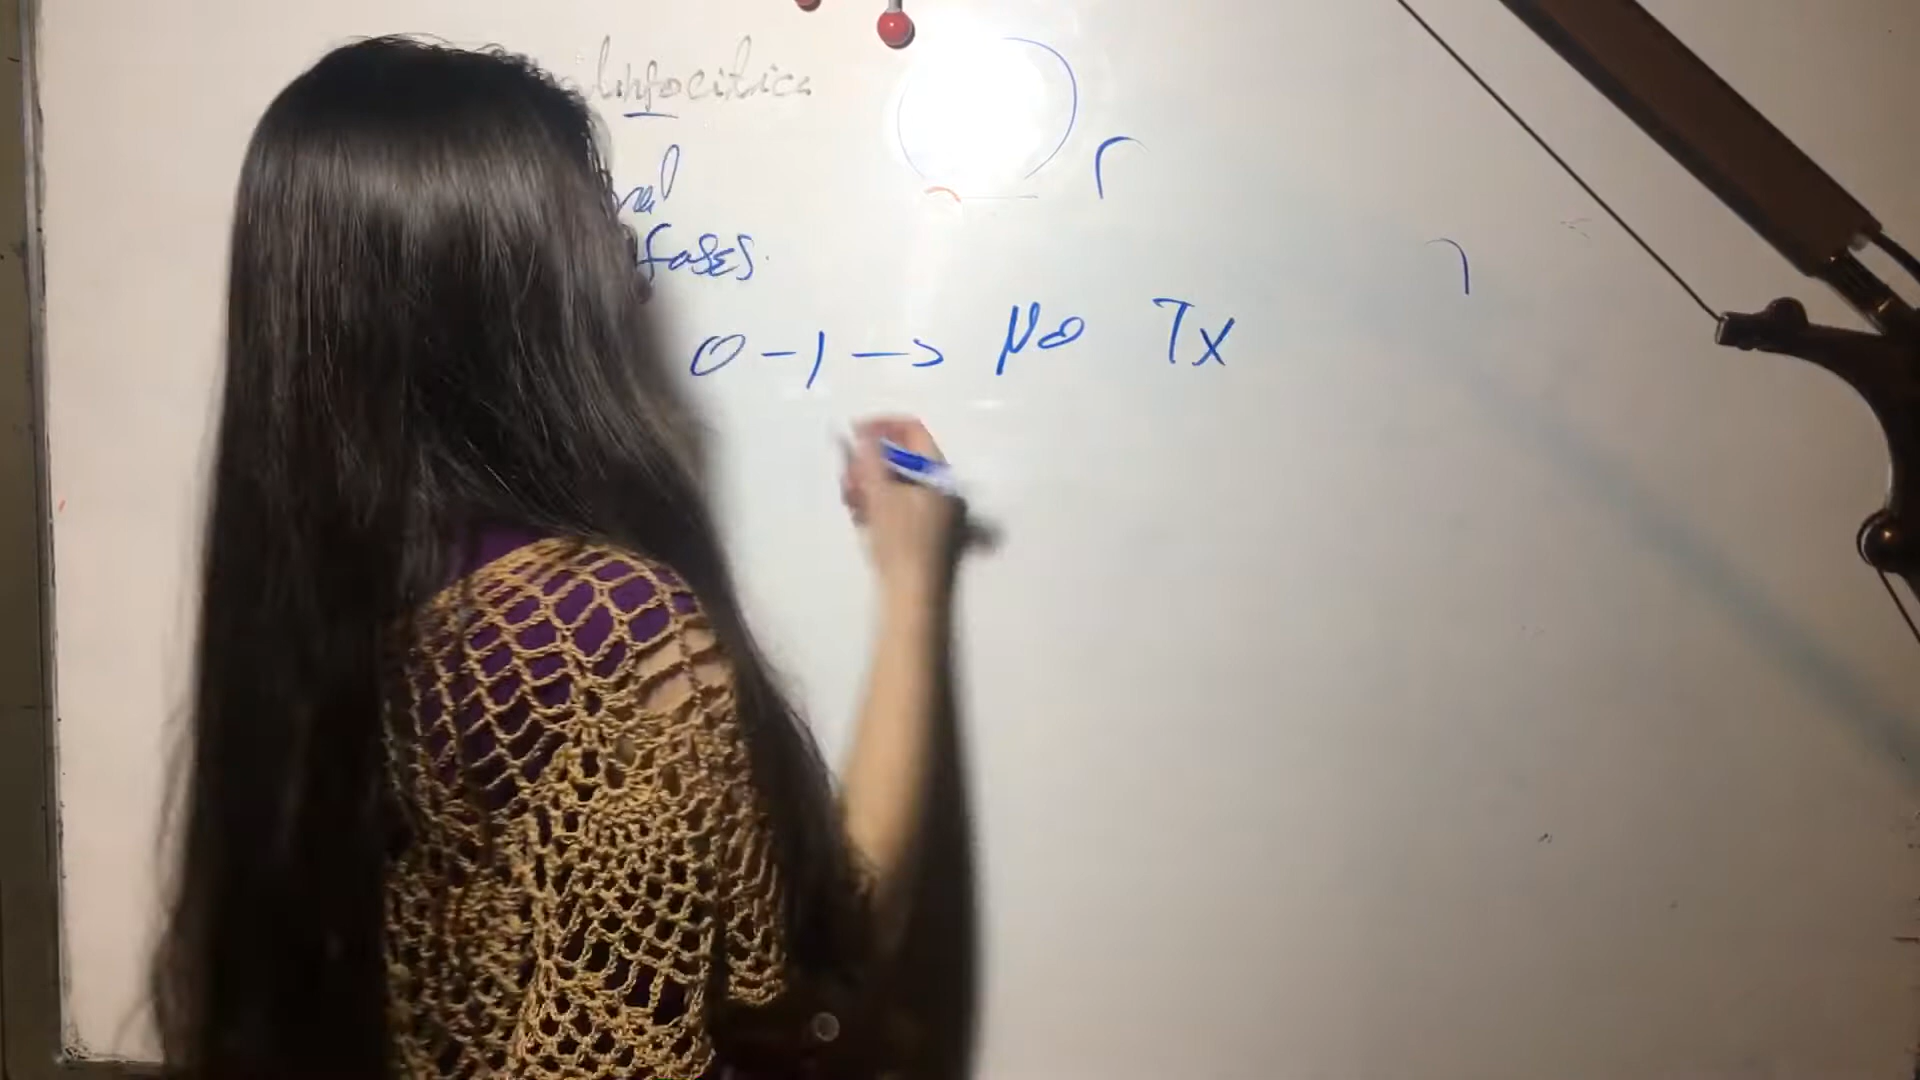 linfocitica
fases.
0-1 → No Tx